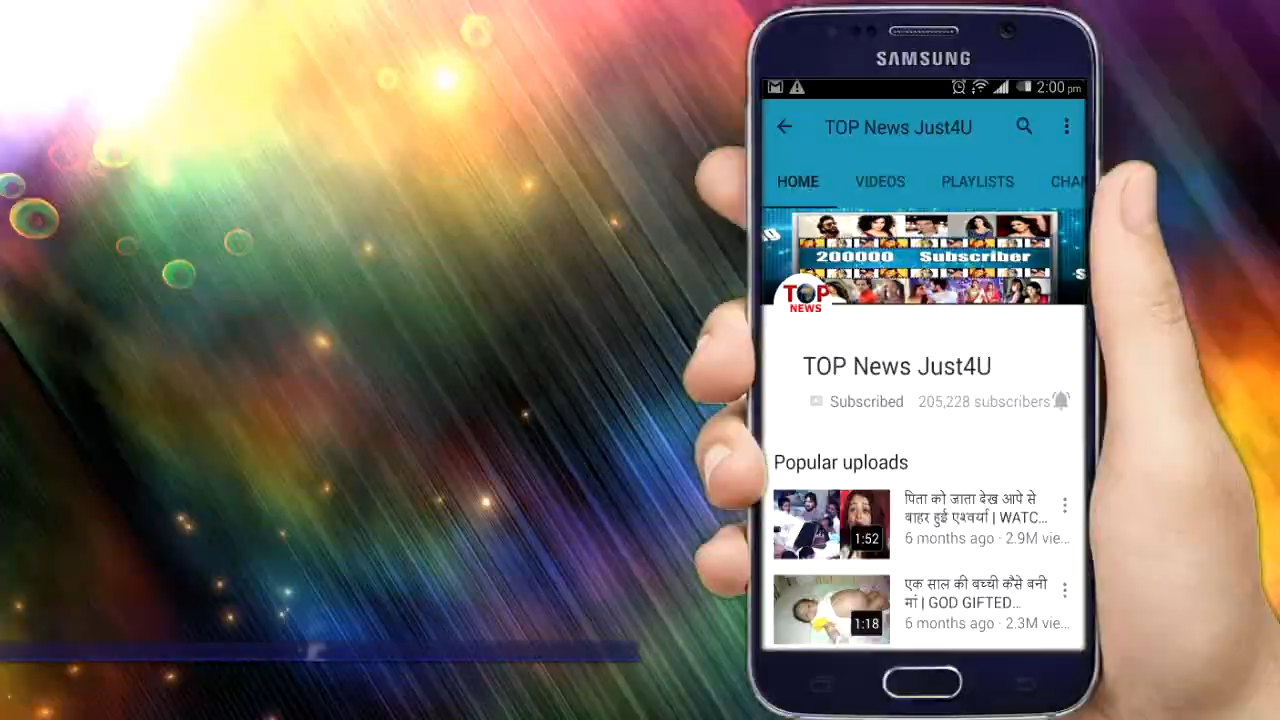 SAMSUNG
2:00 pm
TOP News Just4U
HOME VIDEOS PLAYLISTS CHAN
200000 Subscriber
TOP
NEWS
TOP News Just4U
Subscribed 205,228 subscribers
Popular uploads
पिता को जाता देख आपे से
बाहर हुई एश्वर्या | WATC...
6 months ago · 2.9M vie...
1:52
एक साल की बच्ची कैसे बनी
मां | GOD GIFTED...
6 months ago · 2.3M vie...
1:18